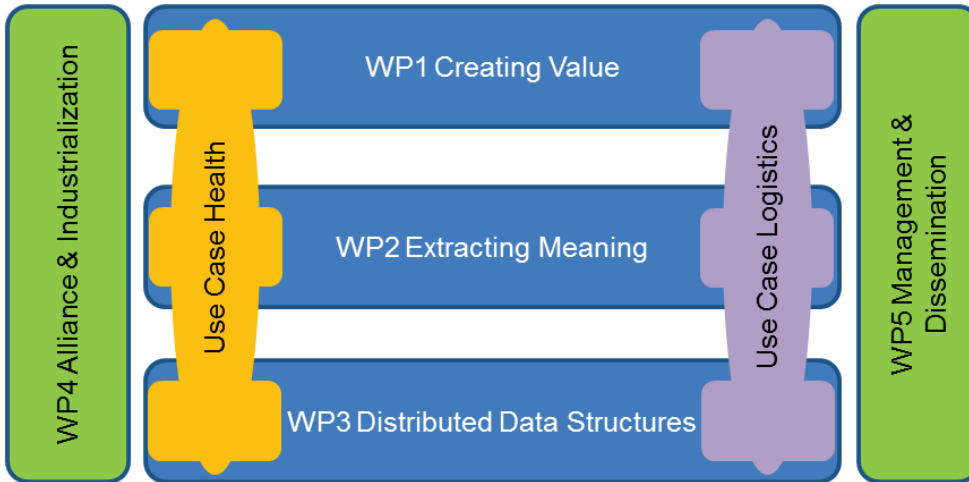 WP4 Alliance & Industrialization
Use Case Health
WP1 Creating Value
WP2 Extracting Meaning
WP3 Distributed Data Structures
Use Case Logistics
WP5 Management &
Dissemination